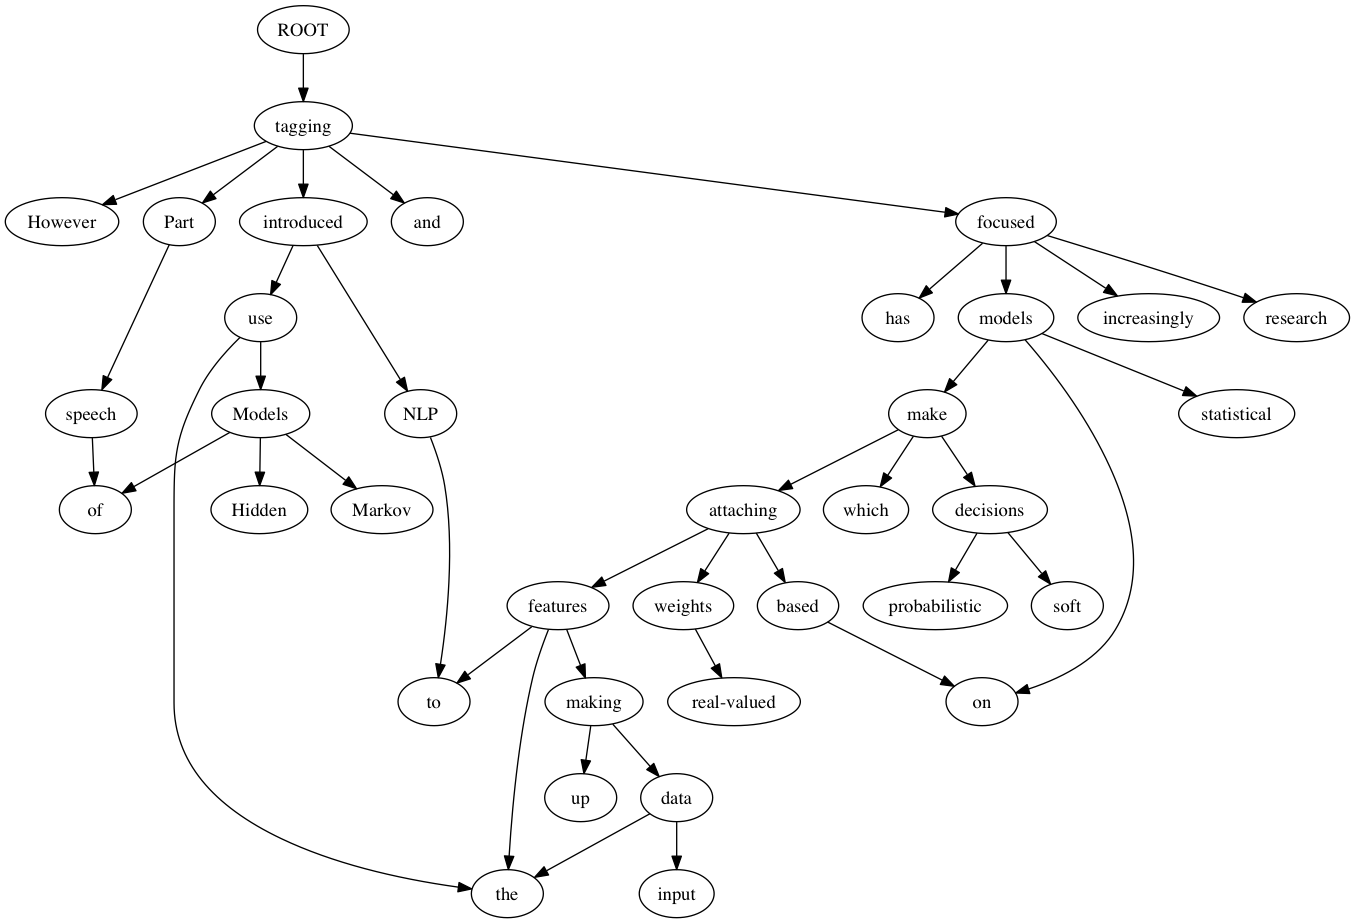 ROOT
tagging
However Part introduced and focused
use has models increasingly research
speech Models NLP make statistical
of Hidden Markov attaching which decisions
features weights based probabilistic soft
to making real-valued on
up data
the input